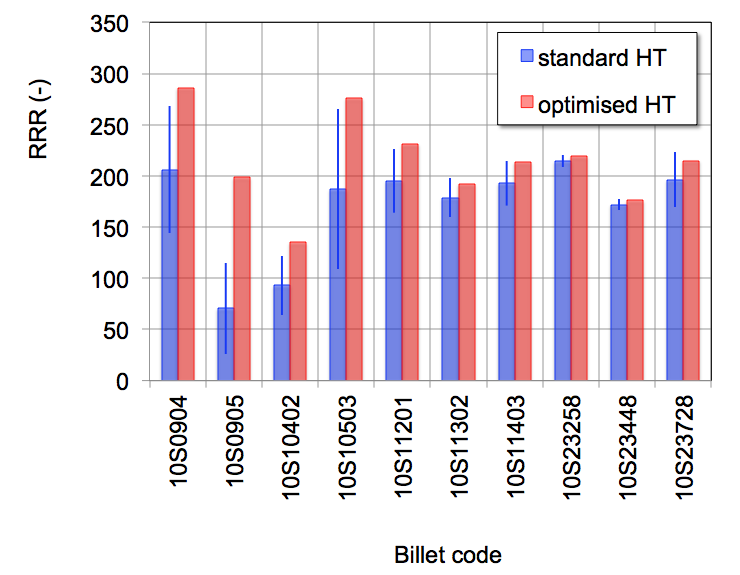 350
300
250
200
150
100
50
0
RRR (-)
standard HT
optimised HT
10S0904
10S0905
10S10402
10S10503
10S11201
10S11302
10S11403
10S23258
10S23448
10S23728
Billet code